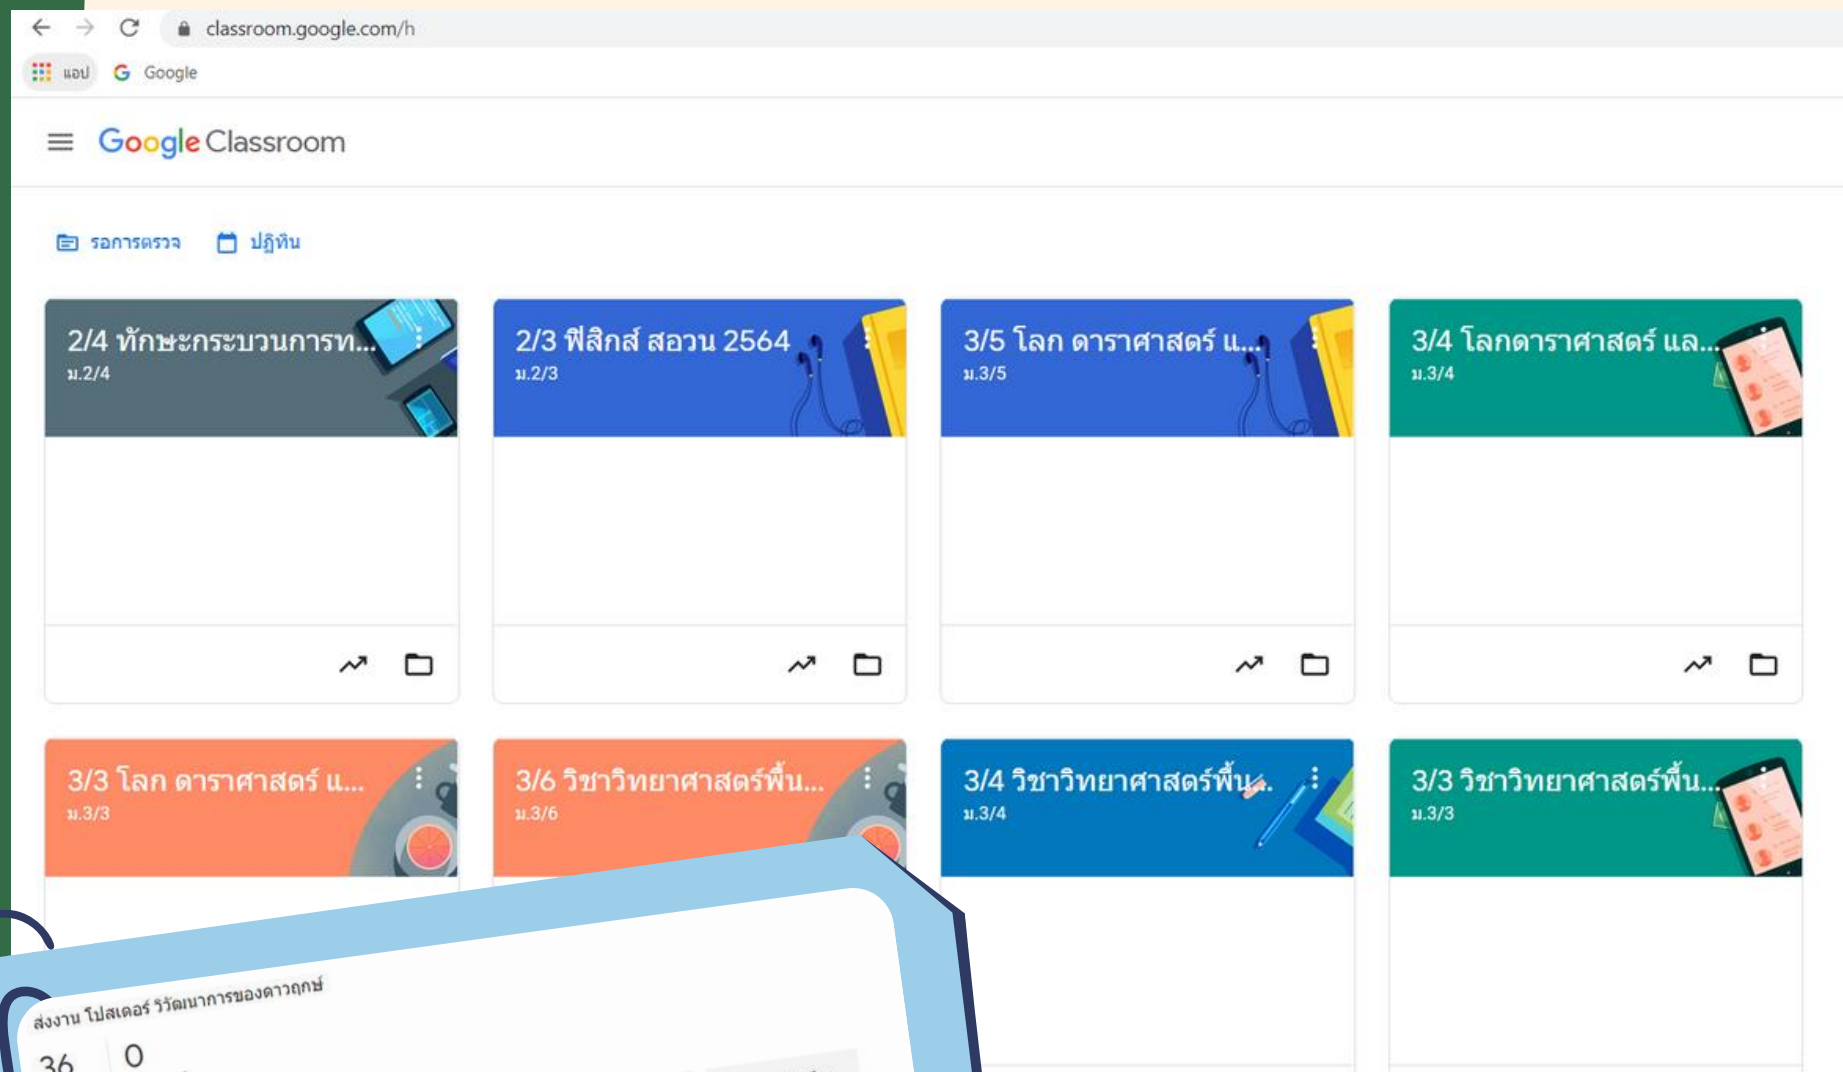 classroom.google.com/h
แอป Google
Google Classroom
รอการตรวจ ปฏิทิน
2/4 ทักษะกระบวนการท...
ม.2/4
2/3 ฟิสิกส์ สอวน 2564
ม.2/3
3/5 โลก ดาราศาสตร์ แ...
ม.3/5
3/4 โลกดาราศาสตร์ แล...
ม.3/4
3/3 โลก ดาราศาสตร์ แ...
ม.3/3
3/6 วิชาวิทยาศาสตร์พื้น...
ม.3/6
3/4 วิชาวิทยาศาสตร์พื้น...
ม.3/4
3/3 วิชาวิทยาศาสตร์พื้น...
ม.3/3
ส่งงาน โปสเตอร์ วิวัฒนาการของดาวฤกษ์
36 0